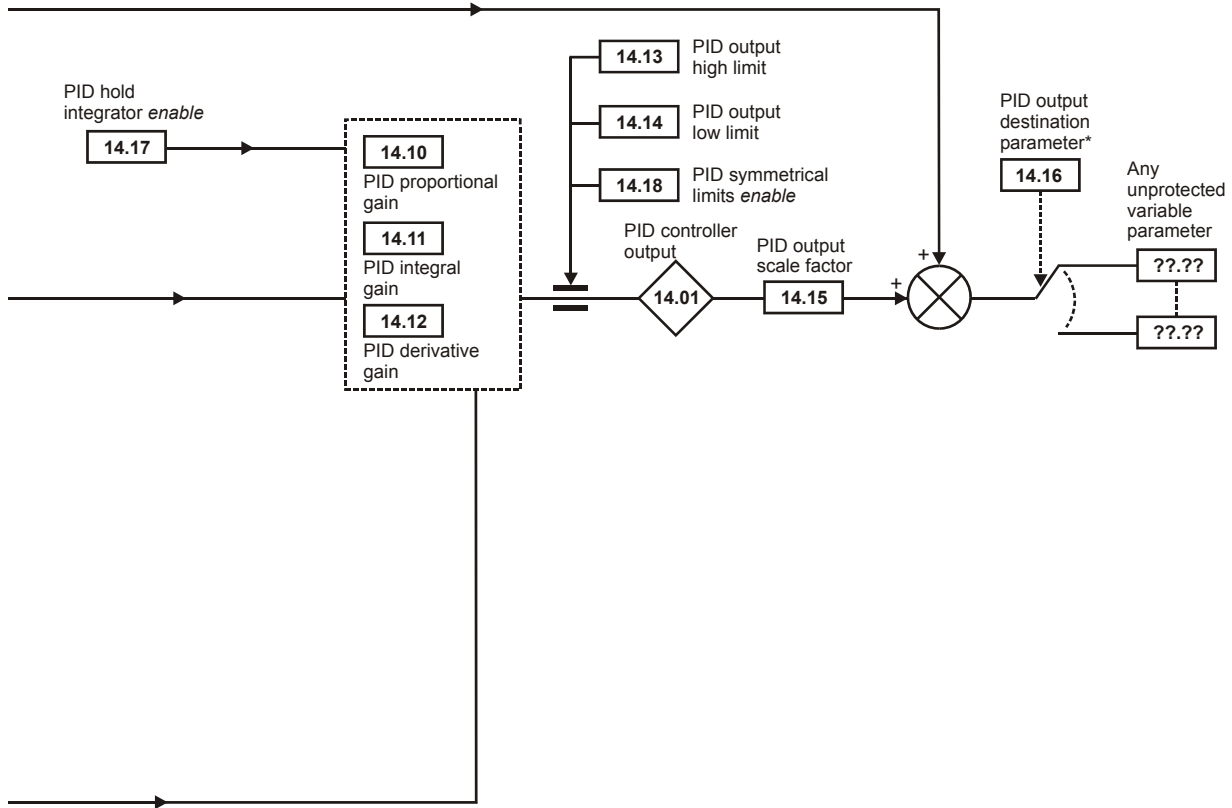 PID hold
integrator enable
14.17
14.10
PID proportional
gain
14.11
PID integral
gain
14.12
PID derivative
gain
14.13
PID output
high limit
14.14
PID output
low limit
14.18
PID symmetrical
limits enable
PID controller
output
14.01
PID output
scale factor
14.15
+
+
PID output
destination
parameter*
14.16
Any
unprotected
variable
parameter
??.??
??.??